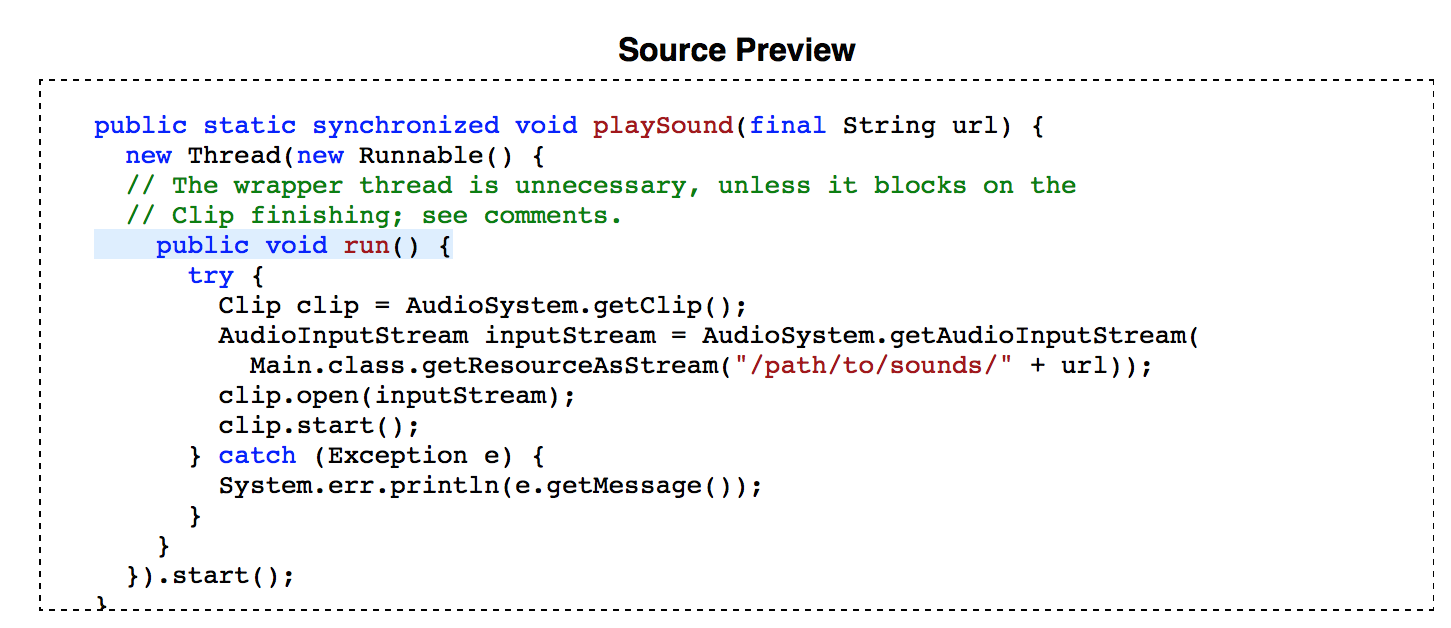 Source Preview
public static synchronized void playSound(final String url) {
  new Thread(new Runnable() {
  // The wrapper thread is unnecessary, unless it blocks on the
  // Clip finishing; see comments.
    public void run() {
      try {
        Clip clip = AudioSystem.getClip();
        AudioInputStream inputStream = AudioSystem.getAudioInputStream(
          Main.class.getResourceAsStream("/path/to/sounds/" + url));
        clip.open(inputStream);
        clip.start();
      } catch (Exception e) {
        System.err.println(e.getMessage());
      }
    }
  }).start();
}